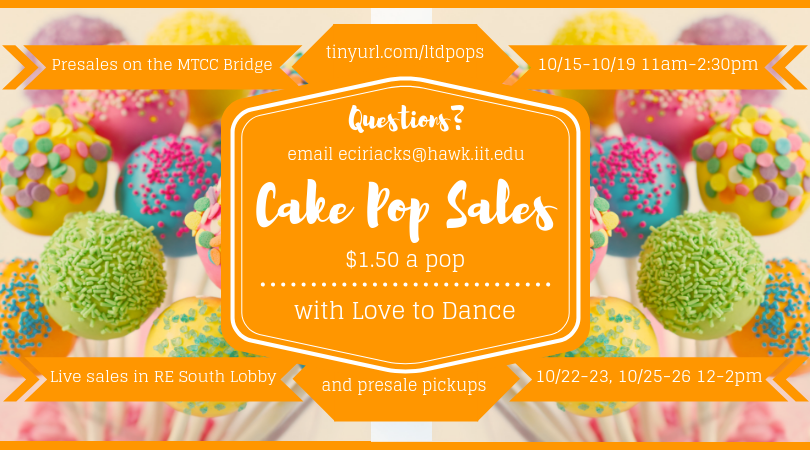 tinyurl.com/ltdpops
Presales on the MTCC Bridge
10/15-10/19 11am-2:30pm
Questions?
email eciriacks@hawk.iit.edu
Cake Pop Sales
$1.50 a pop
with Love to Dance
Live sales in RE South Lobby
and presale pickups
10/22-23, 10/25-26 12-2pm